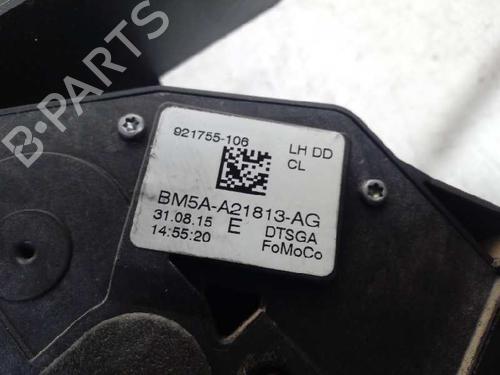 921755-106 LH DD
CL
BM5A-A21813-AG
31.08.15 E DTSGA
14:55:20 FoMoCo
B-PARTS